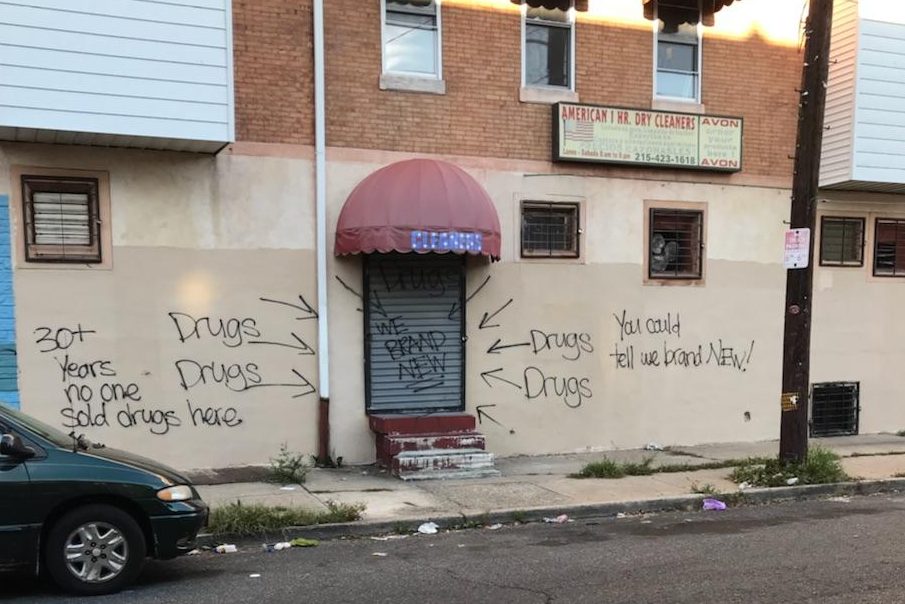 AMERICAN 1 HR. DRY CLEANERS
215-423-1618
AVON
AVON
CLEANERS
Drugs
WE
BRAND
NEW
30+
Years
no one
sold drugs here.
Drugs
Drugs
Drugs
Drugs
You could
tell we brand NEW!